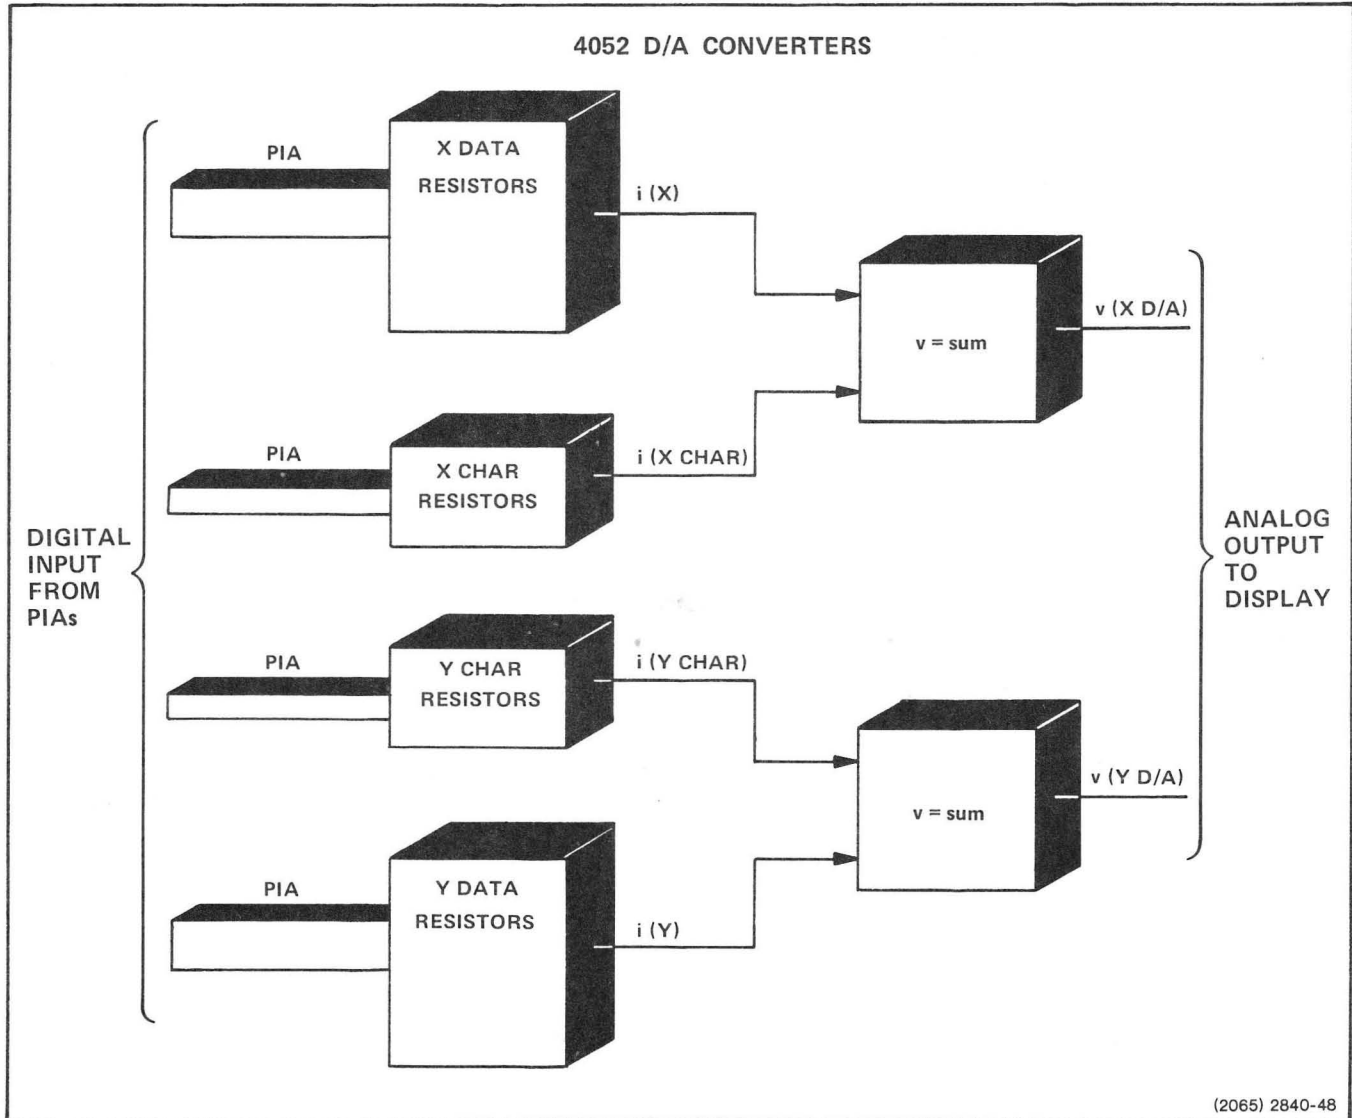 4052 D/A CONVERTERS
PIA
X DATA
RESISTORS
i (X)
v = sum
v (X D/A)
PIA
X CHAR
RESISTORS
i (X CHAR)
DIGITAL
INPUT
FROM
PIAs
ANALOG
OUTPUT
TO
DISPLAY
PIA
Y CHAR
RESISTORS
i (Y CHAR)
v = sum
v (Y D/A)
PIA
Y DATA
RESISTORS
i (Y)
(2065) 2840-48